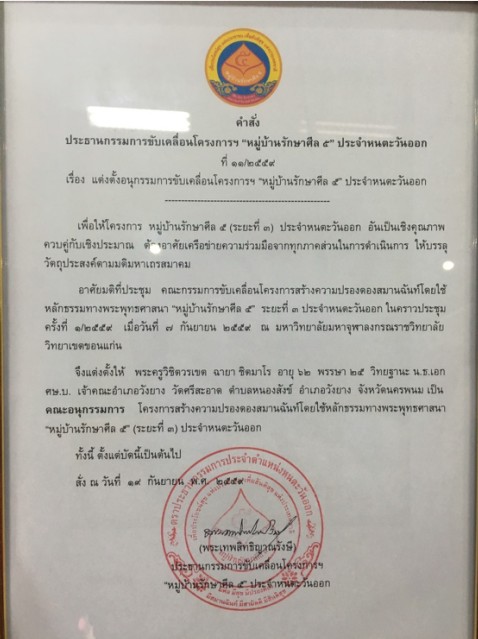 คำสั่ง
ประธานกรรมการขับเคลื่อนโครงการฯ "หมู่บ้านรักษาศีล ๕" ประจำหนตะวันออก
ที่ ๑๑/๒๕๕๙
เรื่อง แต่งตั้งอนุกรรมการขับเคลื่อนโครงการฯ "หมู่บ้านรักษาศีล ๕" ประจำหนตะวันออก
เพื่อให้โครงการ หมู่บ้านรักษาศีล ๕ (ระยะที่ ๓) ประจำหนตะวันออก อันเป็นเชิงคุณภาพ
ควบคู่กับเชิงประมาณ ต้องอาศัยเครือข่ายความร่วมมือจากทุกภาคส่วนในการดำเนินการ ให้บรรลุ
วัตถุประสงค์ตามมติมหาเถรสมาคม
อาศัยมติที่ประชุม คณะกรรมการขับเคลื่อนโครงการสร้างความปรองดองสมานฉันท์โดยใช้
หลักธรรมทางพระพุทธศาสนา "หมู่บ้านรักษาศีล ๕" ระยะที่ ๓ ประจำหนตะวันออก ในคราวประชุม
ครั้งที่ ๑/๒๕๕๙ เมื่อวันที่ ๗ กันยายน ๒๕๕๙ ณ มหาวิทยาลัยมหาจุฬาลงกรณราชวิทยาลัย
วิทยาเขตขอนแก่น
จึงแต่งตั้งให้ พระครูวิชิตวรเขต ฉายา ชิตมาโร อายุ ๖๒ พรรษา ๒๕ วิทยฐานะ น.ธ.เอก
ศษ.บ. เจ้าคณะอำเภอวังยาง วัดศรีสะอาด ตำบลหนองสังข์ อำเภอวังยาง จังหวัดนครพนม เป็น
คณะอนุกรรมการ โครงการสร้างความปรองดองสมานฉันท์โดยใช้หลักธรรมทางพระพุทธศาสนา
"หมู่บ้านรักษาศีล ๕" (ระยะที่ ๓) ประจำหนตะวันออก
ทั้งนี้ ตั้งแต่บัดนี้เป็นต้นไป
สั่ง ณ วันที่ ๑๙ กันยายน พ.ศ. ๒๕๕๙
(พระเทพสิทธิญาณรังษี)
ประธานกรรมการขับเคลื่อนโครงการฯ
"หมู่บ้านรักษาศีล ๕ ประจำหนตะวันออก